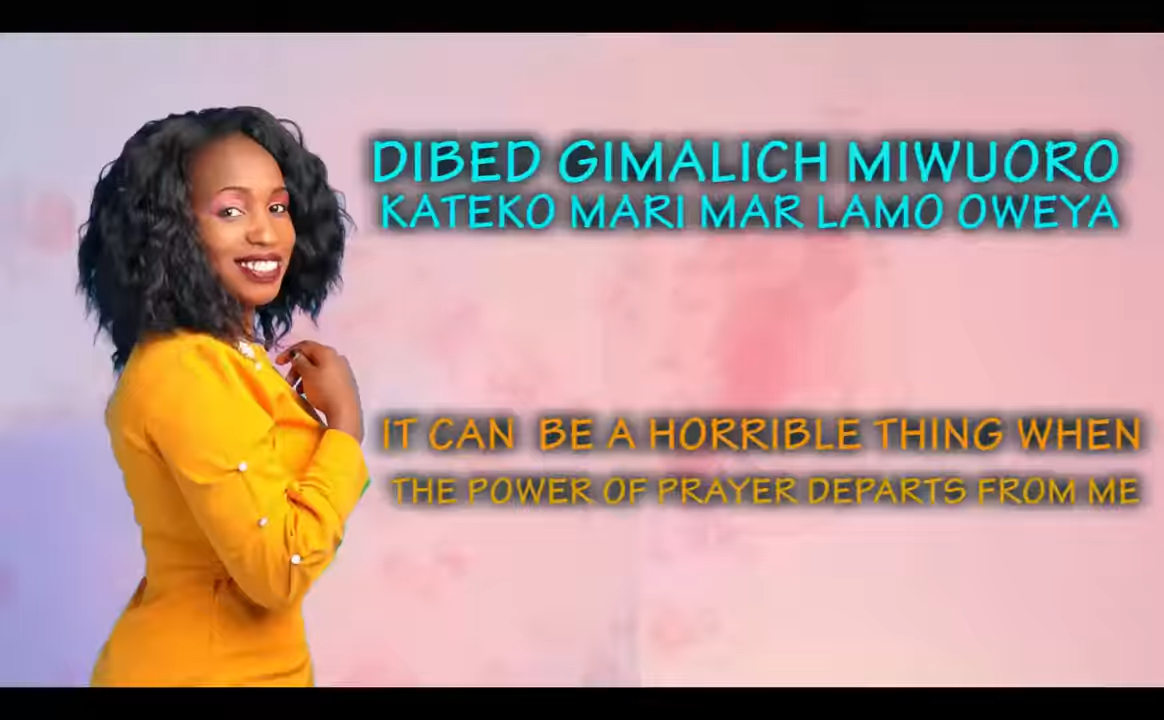 DIBED GIMALICH MIWUORO
KATEKO MARI MAR LAMO OWEYA
IT CAN BE A HORRIBLE THING WHEN
THE POWER OF PRAYER DEPARTS FROM ME